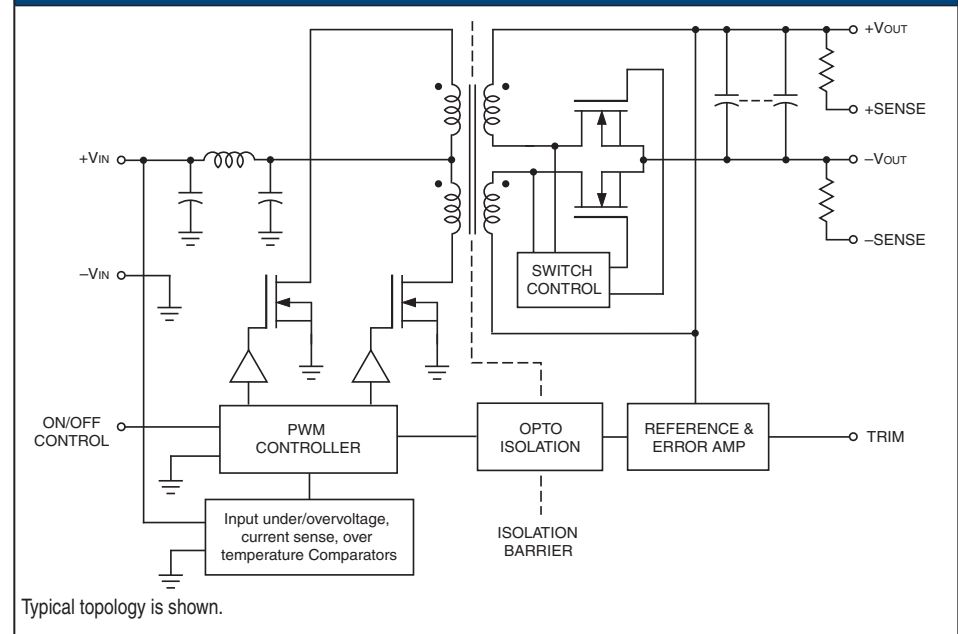 +VOUT
+SENSE
+VIN
–VOUT
–SENSE
–VIN
SWITCH
CONTROL
ON/OFF
CONTROL
PWM
CONTROLLER
OPTO
ISOLATION
REFERENCE &
ERROR AMP
TRIM
Input under/overvoltage,
current sense, over
temperature Comparators
ISOLATION
BARRIER
Typical topology is shown.